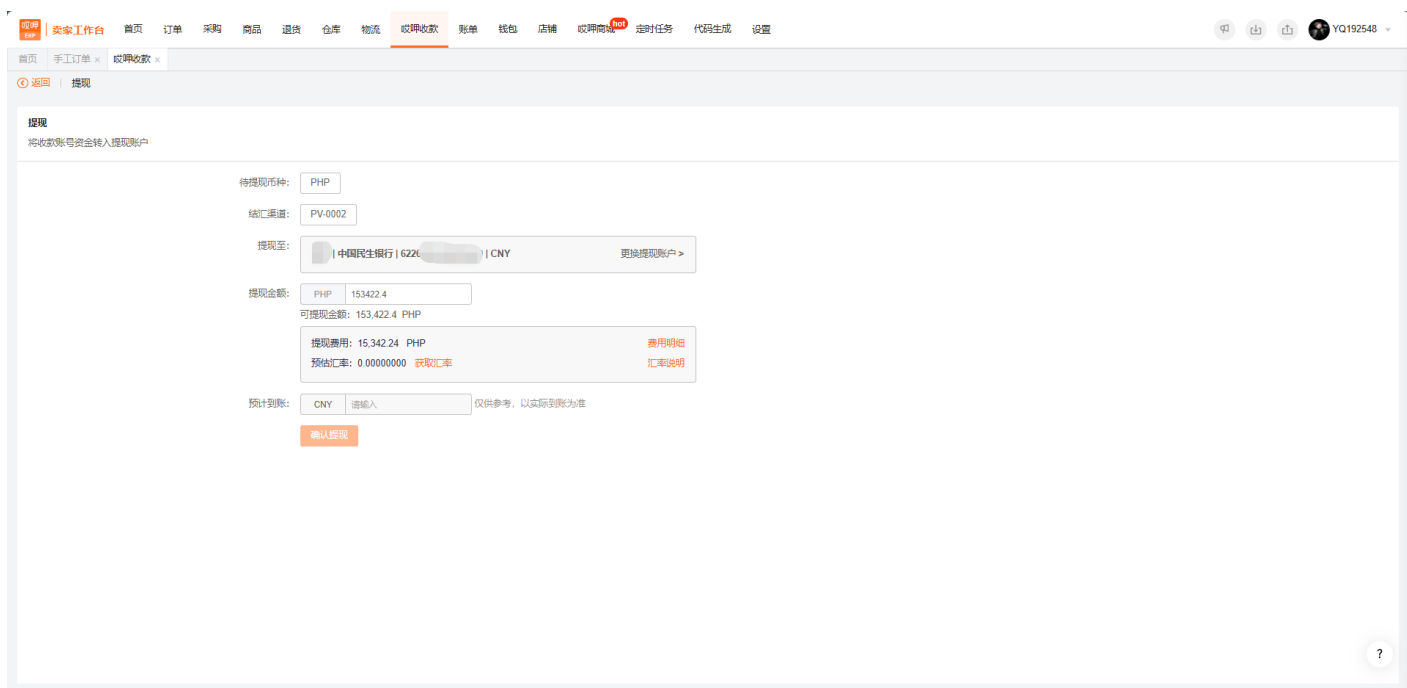 哎呷
ERP
卖家工作台 首页 订单 采购 商品 退货 仓库 物流 哎呷收款 账单 钱包 店铺 哎呷商城 hot 定时任务 代码生成 设置 YQ192548
首页 手工订单 × 哎呷收款 ×
返回 | 提现
提现
将收款账号资金转入提现账户
待提现币种: PHP
结汇渠道: PV-0002
提现至: | 中国民生银行 | 622 | CNY 更换提现账户 >
提现金额: PHP 153422.4
可提现金额: 153,422.4 PHP
提现费用: 15,342.24 PHP 费用明细
预估汇率: 0.00000000 获取汇率 汇率说明
预计到账: CNY 请输入 仅供参考，以实际到账为准
确认提现
?